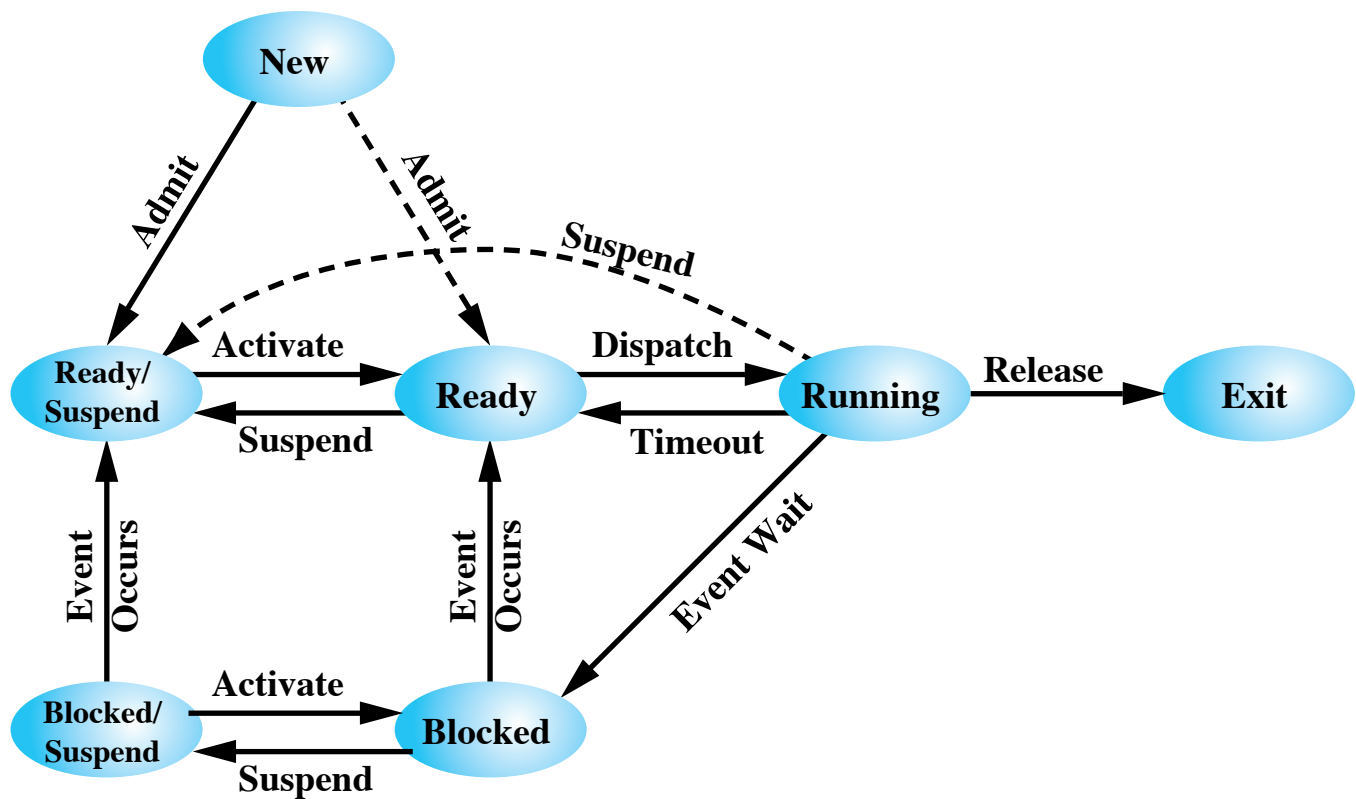 New
Admit
Admit
Suspend
Activate
Dispatch
Release
Ready/
Suspend
Ready
Running
Exit
Suspend
Timeout
Event
Occurs
Event
Occurs
Event Wait
Activate
Blocked/
Suspend
Blocked
Suspend